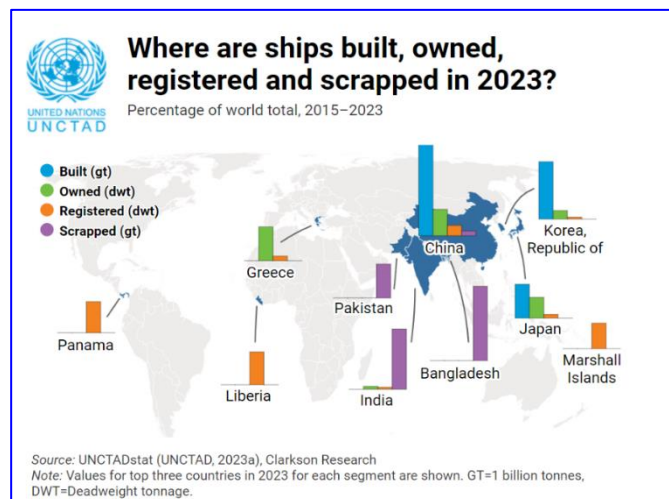 Where are ships built, owned,
registered and scrapped in 2023?
Percentage of world total, 2015–2023
UNITED NATIONS
UNCTAD
Built (gt)
Owned (dwt)
Registered (dwt)
Scrapped (gt)
Panama
Greece
Liberia
Pakistan
India
China
Bangladesh
Korea,
Republic of
Japan
Marshall
Islands
Source: UNCTADstat (UNCTAD, 2023a), Clarkson Research
Note: Values for top three countries in 2023 for each segment are shown. GT=1 billion tonnes,
DWT=Deadweight tonnage.